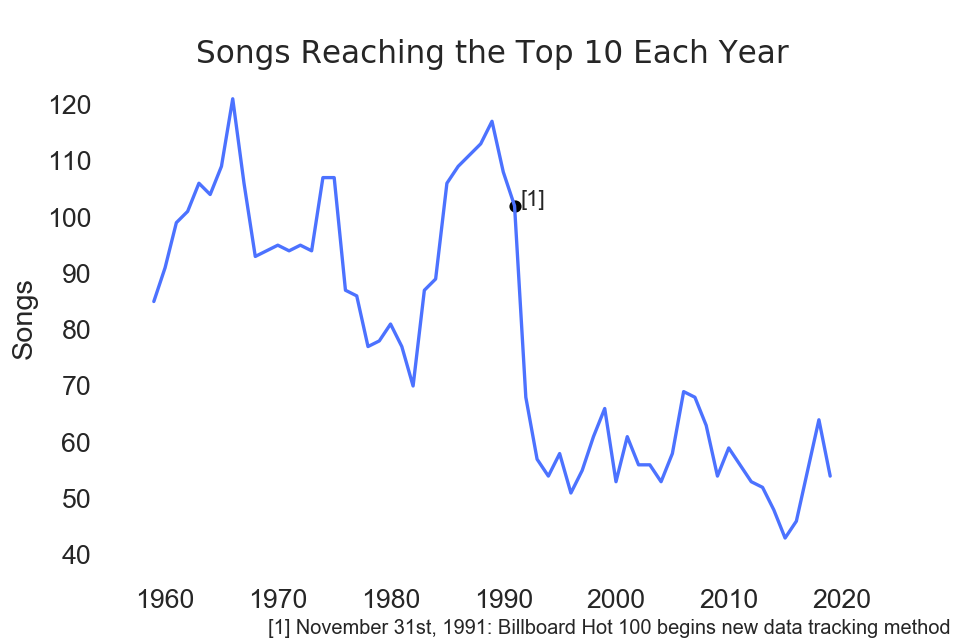 Songs Reaching the Top 10 Each Year
120
110
100
90
80
70
60
50
40
Songs
[1]
1960 1970 1980 1990 2000 2010 2020
[1] November 31st, 1991: Billboard Hot 100 begins new data tracking method